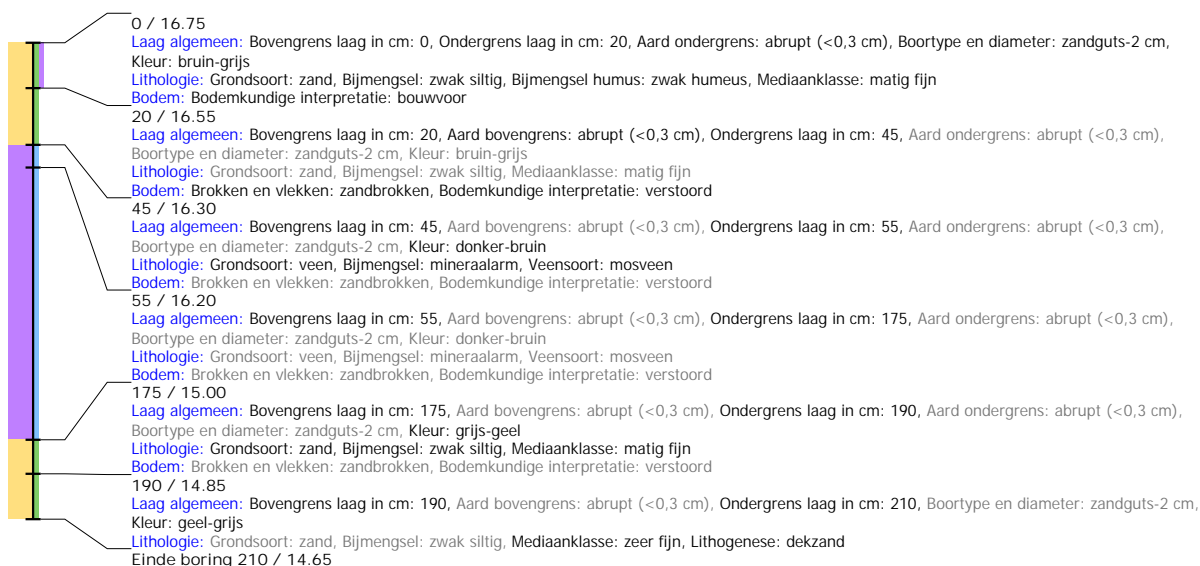 0 / 16.75
Laag algemeen: Bovengrens laag in cm: 0, Ondergrens laag in cm: 20, Aard ondergrens: abrupt (<0,3 cm), Boortype en diameter: zandguts-2 cm,
Kleur: bruin-grijs
Lithologie: Grondsoort: zand, Bijmengsel: zwak siltig, Bijmengsel humus: zwak humeus, Mediaanklasse: matig fijn
Bodem: Bodemkundige interpretatie: bouwvoor
20 / 16.55
Laag algemeen: Bovengrens laag in cm: 20, Aard bovengrens: abrupt (<0,3 cm), Ondergrens laag in cm: 45, Aard ondergrens: abrupt (<0,3 cm),
Boortype en diameter: zandguts-2 cm, Kleur: bruin-grijs
Lithologie: Grondsoort: zand, Bijmengsel: zwak siltig, Mediaanklasse: matig fijn
Bodem: Brokken en vlekken: zandbrokken, Bodemkundige interpretatie: verstoord
45 / 16.30
Laag algemeen: Bovengrens laag in cm: 45, Aard bovengrens: abrupt (<0,3 cm), Ondergrens laag in cm: 55, Aard ondergrens: abrupt (<0,3 cm),
Boortype en diameter: zandguts-2 cm, Kleur: donker-bruin
Lithologie: Grondsoort: veen, Bijmengsel: mineraalarm, Veensoort: mosveen
Bodem: Brokken en vlekken: zandbrokken, Bodemkundige interpretatie: verstoord
55 / 16.20
Laag algemeen: Bovengrens laag in cm: 55, Aard bovengrens: abrupt (<0,3 cm), Ondergrens laag in cm: 175, Aard ondergrens: abrupt (<0,3 cm),
Boortype en diameter: zandguts-2 cm, Kleur: donker-bruin
Lithologie: Grondsoort: veen, Bijmengsel: mineraalarm, Veensoort: mosveen
Bodem: Brokken en vlekken: zandbrokken, Bodemkundige interpretatie: verstoord
175 / 15.00
Laag algemeen: Bovengrens laag in cm: 175, Aard bovengrens: abrupt (<0,3 cm), Ondergrens laag in cm: 190, Aard ondergrens: abrupt (<0,3 cm),
Boortype en diameter: zandguts-2 cm, Kleur: grijs-geel
Lithologie: Grondsoort: zand, Bijmengsel: zwak siltig, Mediaanklasse: matig fijn
Bodem: Brokken en vlekken: zandbrokken, Bodemkundige interpretatie: verstoord
190 / 14.85
Laag algemeen: Bovengrens laag in cm: 190, Aard bovengrens: abrupt (<0,3 cm), Ondergrens laag in cm: 210, Boortype en diameter: zandguts-2 cm,
Kleur: geel-grijs
Lithologie: Grondsoort: zand, Bijmengsel: zwak siltig, Mediaanklasse: zeer fijn, Lithogenese: dekzand
Einde boring 210 / 14.65